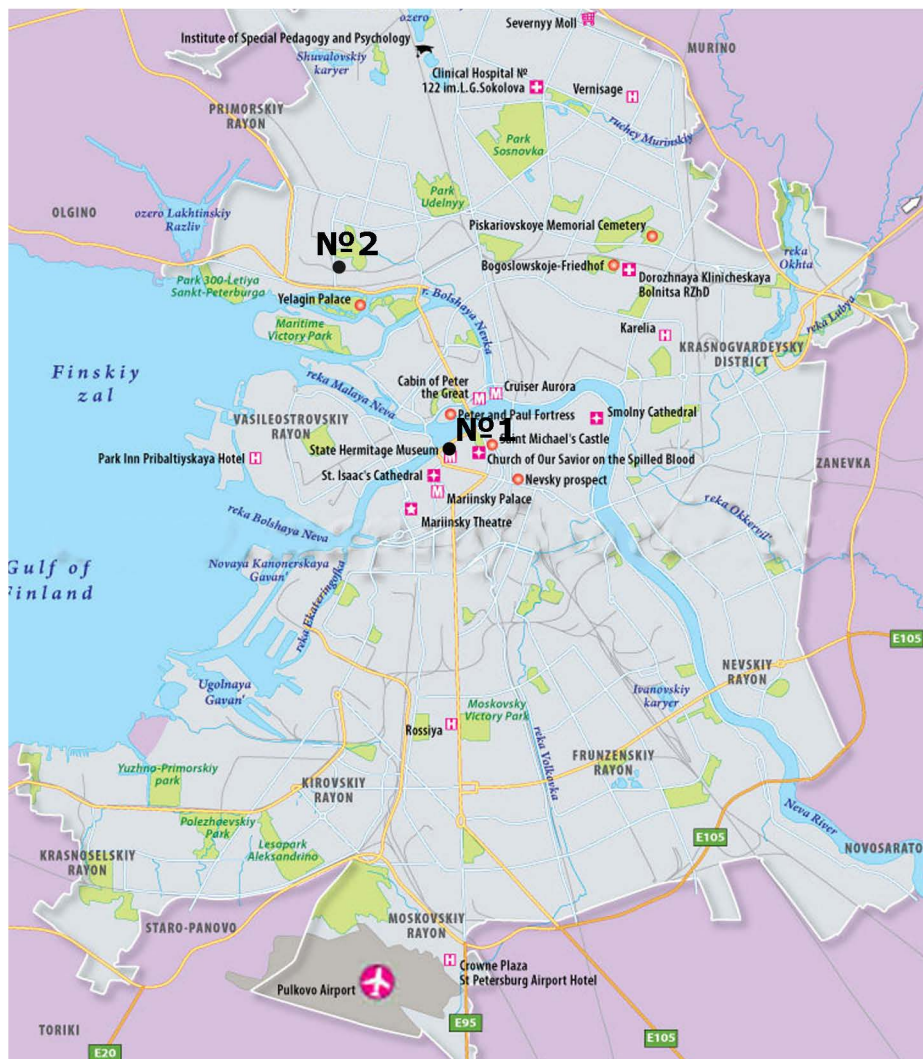 ozero
Severnyy Moll
Institute of Special Pedagogy and Psychology
MURINO
Shuvalovskiy
karyer
Clinical Hospital №
122 im.L.G.Sokolova
Vernisage
PRIMORSKIY
RAYON
ruchey Murinskiy
Park
Sosnovka
Park
Udelnyy
OLGINO
ozero Lakhtinskiy
Razliv
Piskariovskoye Memorial Cemetery
№2
reka
Okhta
Bogoslowskoje-Friedhof
Dorozhnaya Klinicheskaya
Bolnitsa RZhD
Park 300-Letiya
Sankt-Peterburga
Yelagin Palace
r. Bolshaya Nevka
reka Lubya
Maritime
Victory Park
Karelia
KRASNOGVARDEYSKY
DISTRICT
Finskiy
zal
reka Malaya Neva
Cabin of Peter
the Great
Cruiser Aurora
VASILEOSTROVSKIY
RAYON
Peter and Paul Fortress
Smolny Cathedral
№1
Saint Michael's Castle
State Hermitage Museum
Park Inn Pribaltiyskaya Hotel
Church of Our Savior on the Spilled Blood
ZANEVKA
St. Isaac's Cathedral
Nevsky prospect
Mariinsky Palace
reka Okkervil'
reka Bolshaya Neva
Mariinsky Theatre
Gulf of
Finland
Novaya Kanonerskaya
Gavan'
reka Ekateringofka
E105
NEVSKIY
RAYON
Ugolnaya
Gavan'
Ivanovskiy
karyer
Moskovsky
Victory Park
Rossiya
reka Volkovka
FRUNZENSKIY
RAYON
Yuzhno-Primorskiy
park
KIROVSKIY
RAYON
Neva River
Polezhaevskiy
Park
Lesopark
Aleksandrino
E105
NOVOSARATO
KRASNOSELSKIY
RAYON
STARO-PANOVO
MOSKOVSKIY
RAYON
Crowne Plaza
St Petersburg Airport Hotel
Pulkovo Airport
TORIKI
E95
E105
E20